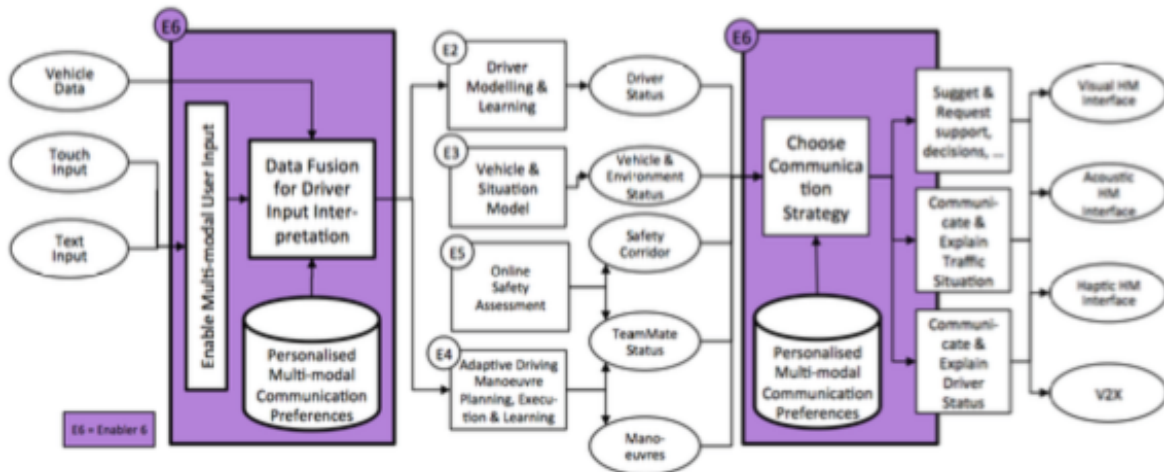 E6
E6
Vehicle
Data
Touch
Input
Text
Input
Enable Multi-modal User Input
Data Fusion
for Driver
Input Inter-
pretation
Personalised
Multi-modal
Communication
Preferences
E6 = Enabler 6
E2
Driver
Modelling &
Learning
E3
Vehicle &
Situation
Model
E5
Online
Safety
Assessment
E4
Adaptive Driving
Manoeuvre
Planning, Execu-
tion & Learning
Driver
Status
Vehicle &
Environment
Status
Safety
Corridor
TeamMate
Status
Mano-
euvres
Choose
Communica
tion
Strategy
Personalised
Multi-modal
Communication
Preferences
Sugget &
Request
support,
decisions, ...
Communi-
cate &
Explain
Traffic
Situation
Communi-
cate &
Explain
Driver
Status
Visual HM
Interface
Acoustic
HM
Interface
Haptic HM
Interface
V2X